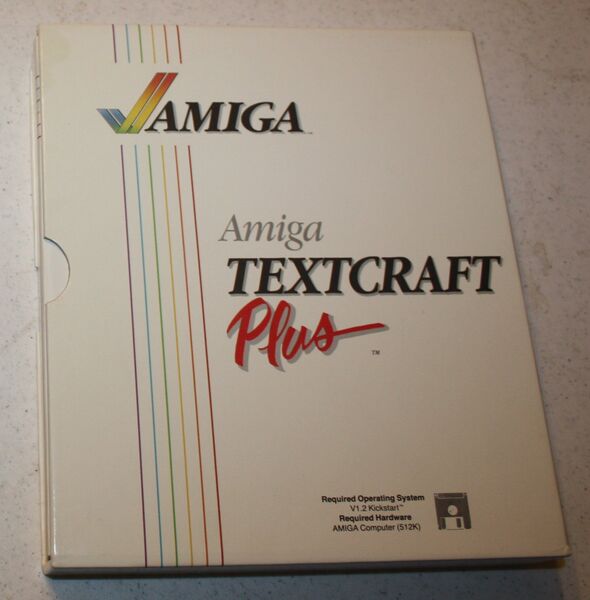 AMIGA
Amiga
TEXTCRAFT
Plus ™
Required Operating System
V1.2 Kickstart™
Required Hardware
AMIGA Computer (512K)